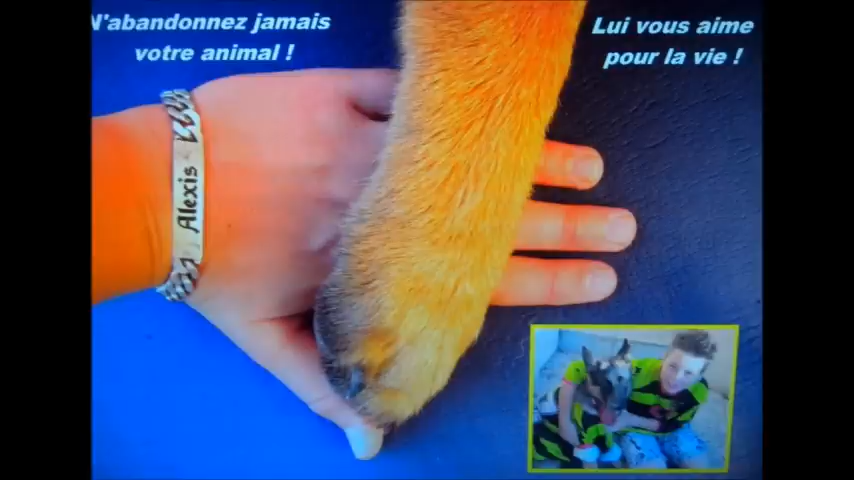 N'abandonnez jamais
votre animal !
Lui vous aime
pour la vie !
Alexis